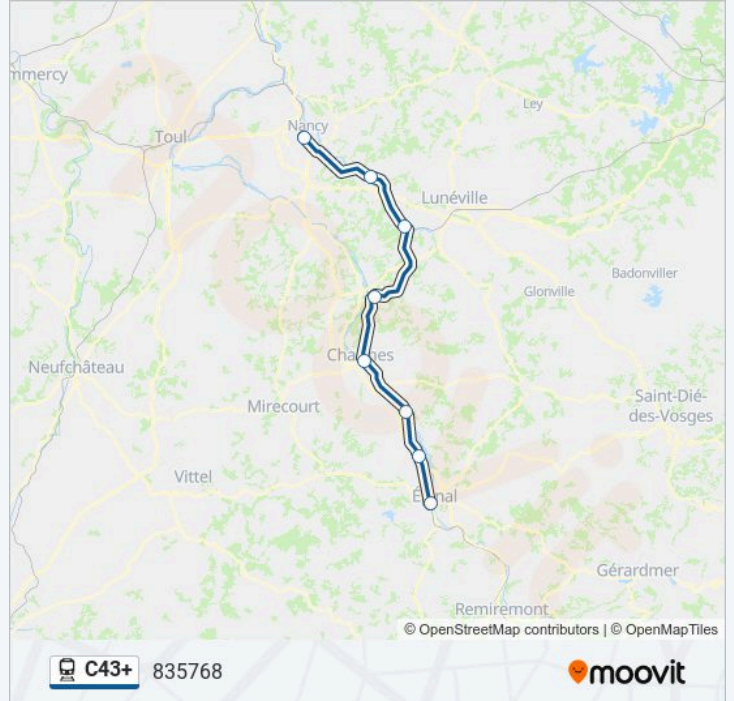 mmercy
Toul
Nancy
Ley
Lunéville
Badonviller
Glonville
Neufchâteau
Mirecourt
Saint-Dié-
des-Vosges
Vittel
Gérardmer
Remiremont
© OpenStreetMap contributors | © OpenMapTiles
C43+ 835768
moovit